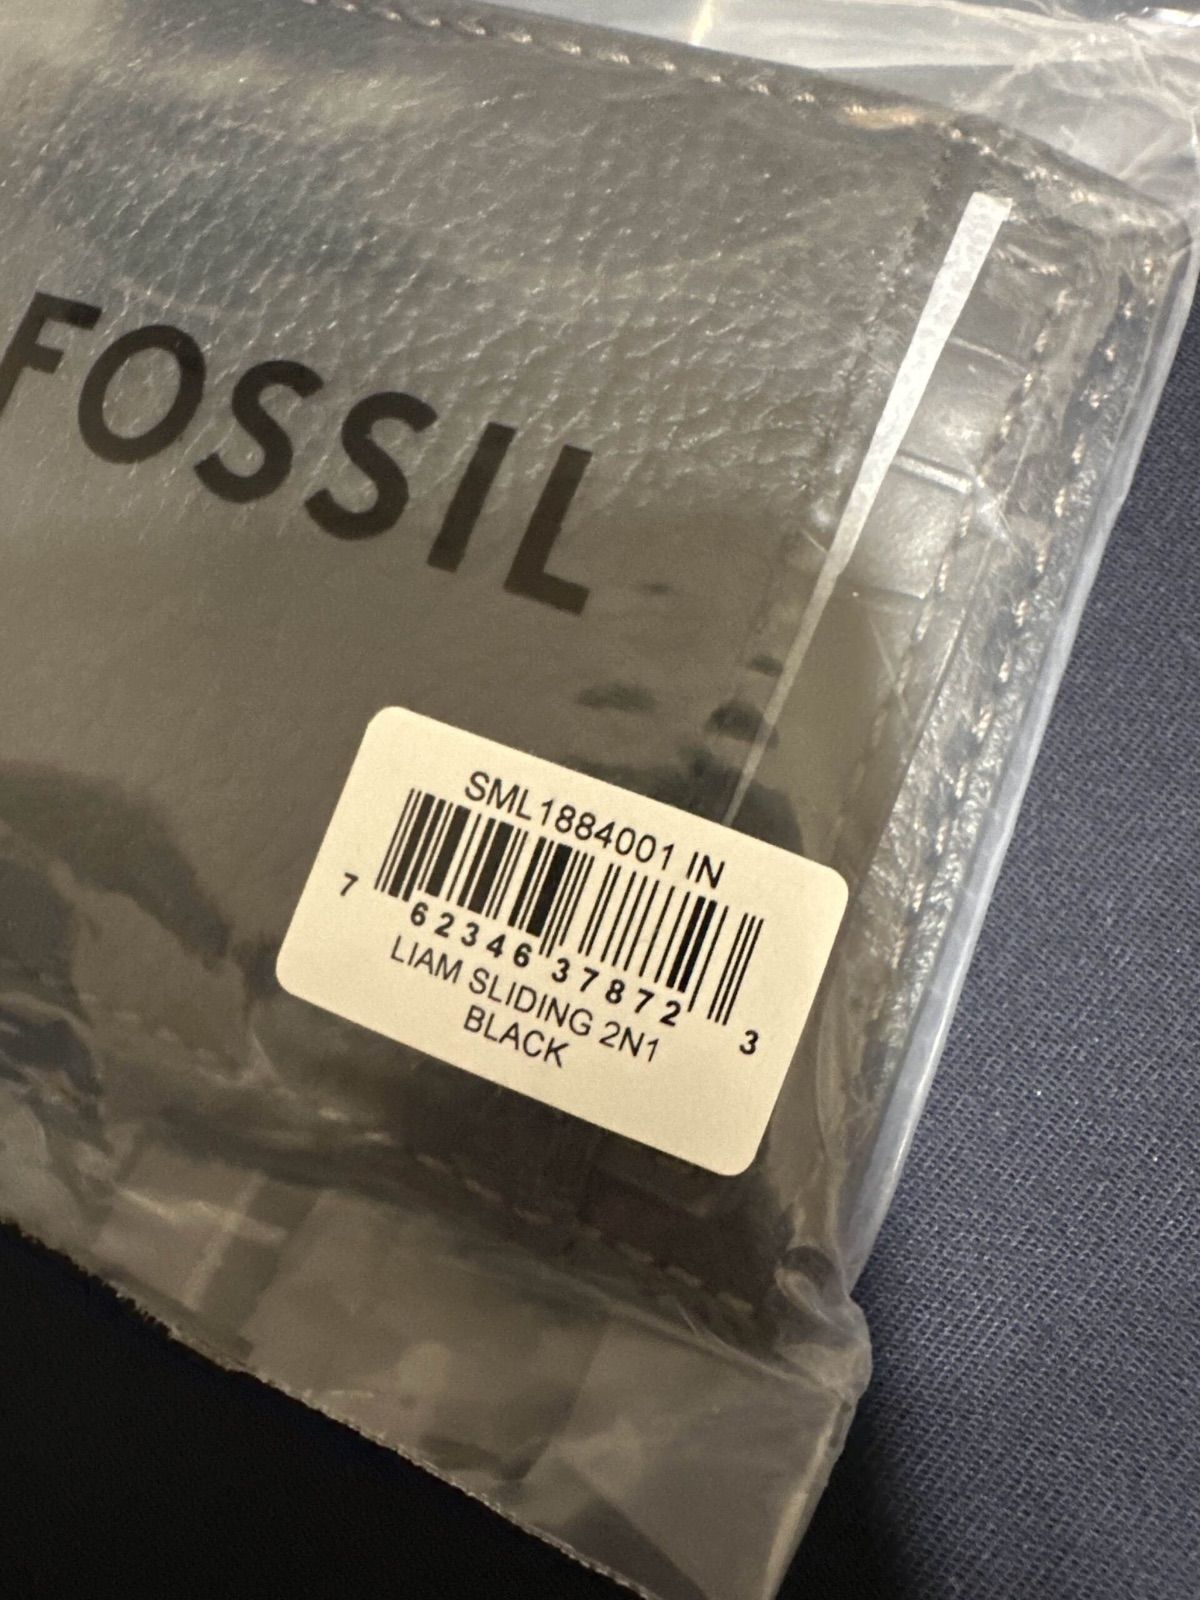 FOSSIL
SML1884001 IN
7 62346 37872 3
LIAM SLIDING 2N1
BLACK